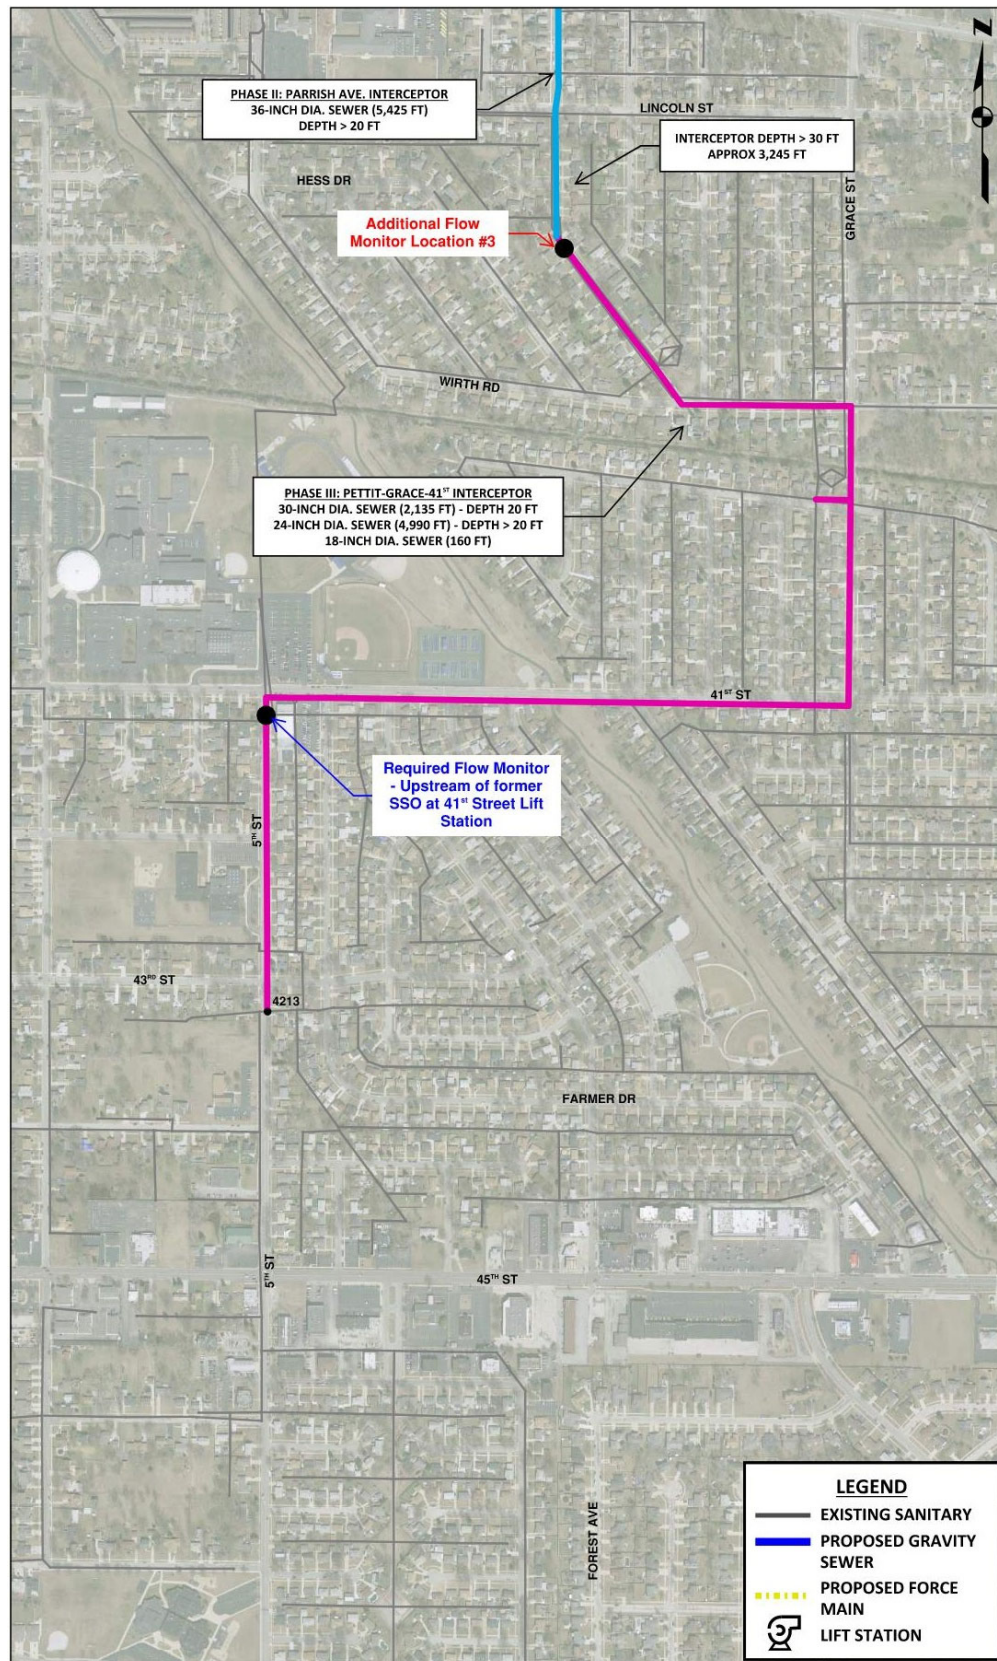 Z
PHASE II: PARRISH AVE. INTERCEPTOR
36-INCH DIA. SEWER (5,425 FT)
DEPTH > 20 FT
LINCOLN ST
INTERCEPTOR DEPTH > 30 FT
APPROX 3,245 FT
HESS DR
GRACE ST
Additional Flow
Monitor Location #3
WIRTH RD
PHASE III: PETTIT-GRACE-41ST INTERCEPTOR
30-INCH DIA. SEWER (2,135 FT) - DEPTH 20 FT
24-INCH DIA. SEWER (4,990 FT) - DEPTH > 20 FT
18-INCH DIA. SEWER (160 FT)
41ST ST
Required Flow Monitor
- Upstream of former
SSO at 41st Street Lift
Station
5TH ST
43RD ST
4213
FARMER DR
5TH ST
45TH ST
FOREST AVE
LEGEND
EXISTING SANITARY
PROPOSED GRAVITY
SEWER
PROPOSED FORCE
MAIN
LIFT STATION